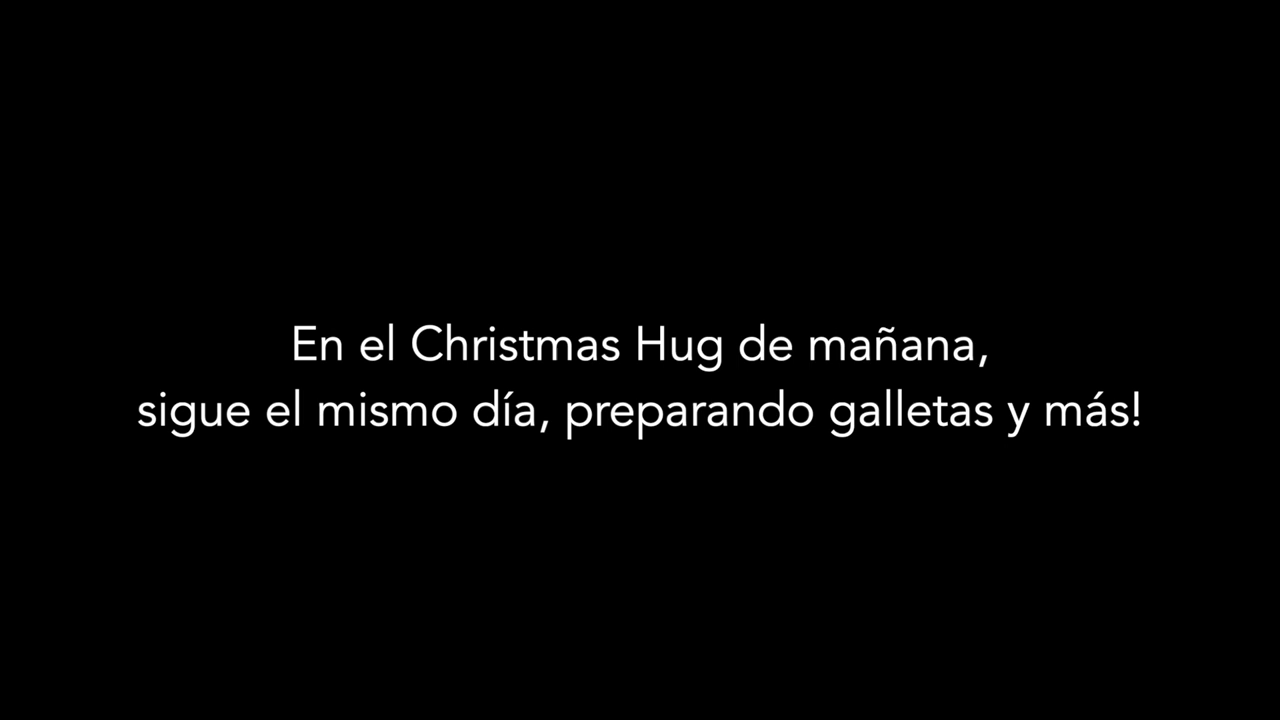 En el Christmas Hug de mañana,
sigue el mismo día, preparando galletas y más!